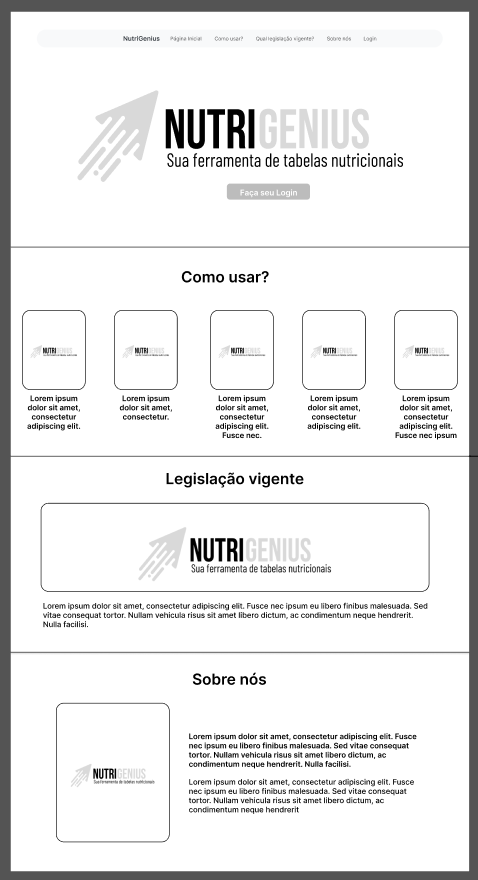 NutriGenius Página Inicial Como usar? Qual legislação vigente? Sobre nós Login
NUTRIGENIUS
Sua ferramenta de tabelas nutricionais
Faça seu Login
Como usar?
NUTRIGENIUS
NUTRIGENIUS
NUTRIGENIUS
NUTRIGENIUS
NUTRIGENIUS
Lorem ipsum
dolor sit amet,
consectetur
adipiscing elit.
Lorem ipsum
dolor sit amet,
consectetur.
Lorem ipsum
dolor sit amet,
consectetur
adipiscing elit.
Fusce nec.
Lorem ipsum
dolor sit amet,
consectetur
adipiscing elit.
Lorem ipsum
dolor sit amet,
consectetur
adipiscing elit.
Fusce nec ipsum
Legislação vigente
NUTRIGENIUS
Sua ferramenta de tabelas nutricionais
Lorem ipsum dolor sit amet, consectetur adipiscing elit. Fusce nec ipsum eu libero finibus malesuada. Sed
vitae consequat tortor. Nullam vehicula risus sit amet libero dictum, ac condimentum neque hendrerit.
Nulla facilisi.
Sobre nós
NUTRIGENIUS
Sua ferramenta de tabelas nutricionais
Lorem ipsum dolor sit amet, consectetur adipiscing elit. Fusce
nec ipsum eu libero finibus malesuada. Sed vitae consequat
tortor. Nullam vehicula risus sit amet libero dictum, ac
condimentum neque hendrerit. Nulla facilisi.
Lorem ipsum dolor sit amet, consectetur adipiscing elit. Fusce
nec ipsum eu libero finibus malesuada. Sed vitae consequat
tortor. Nullam vehicula risus sit amet libero dictum, ac
condimentum neque hendrerit